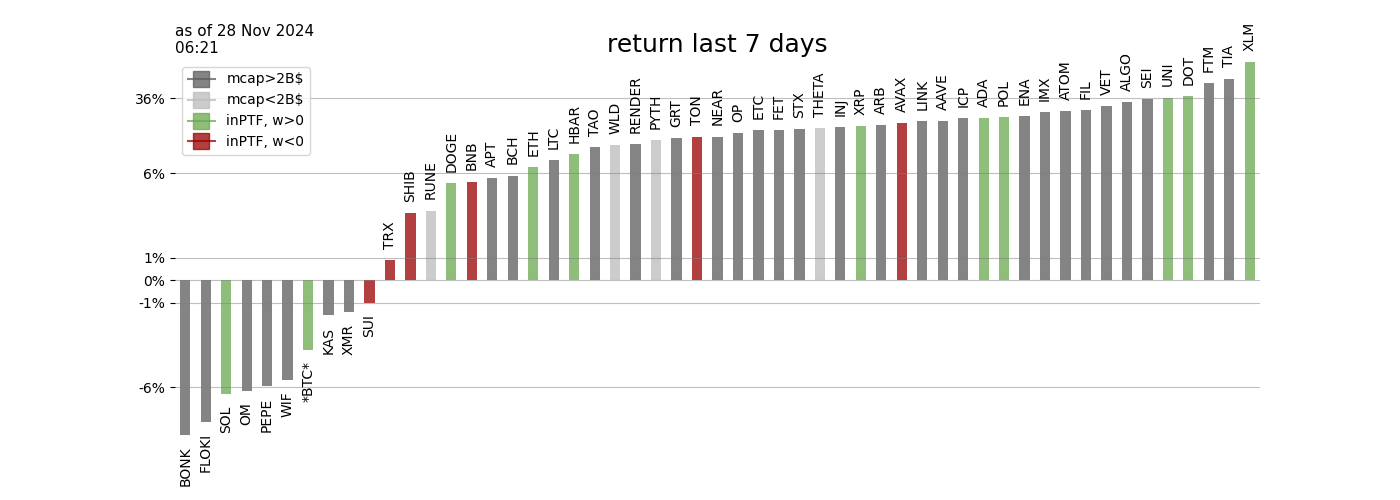 as of 28 Nov 2024
06:21
return last 7 days
mcap>2B$
mcap<2B$
inPTF, w>0
inPTF, w<0
36%
6%
1%
0%
-1%
-6%
BONK
FLOKI
SOL
OM
PEPE
WIF
*BTC*
KAS
XMR
SUI
TRX
SHIB
RUNE
DOGE
BNB
APT
BCH
ETH
LTC
HBAR
TAO
WLD
RENDER
PYTH
GRT
TON
NEAR
OP
ETC
FET
STX
THETA
INJ
XRP
ARB
AVAX
LINK
AAVE
ICP
ADA
POL
ENA
IMX
ATOM
FIL
VET
ALGO
SEI
UNI
DOT
FTM
TIA
XLM